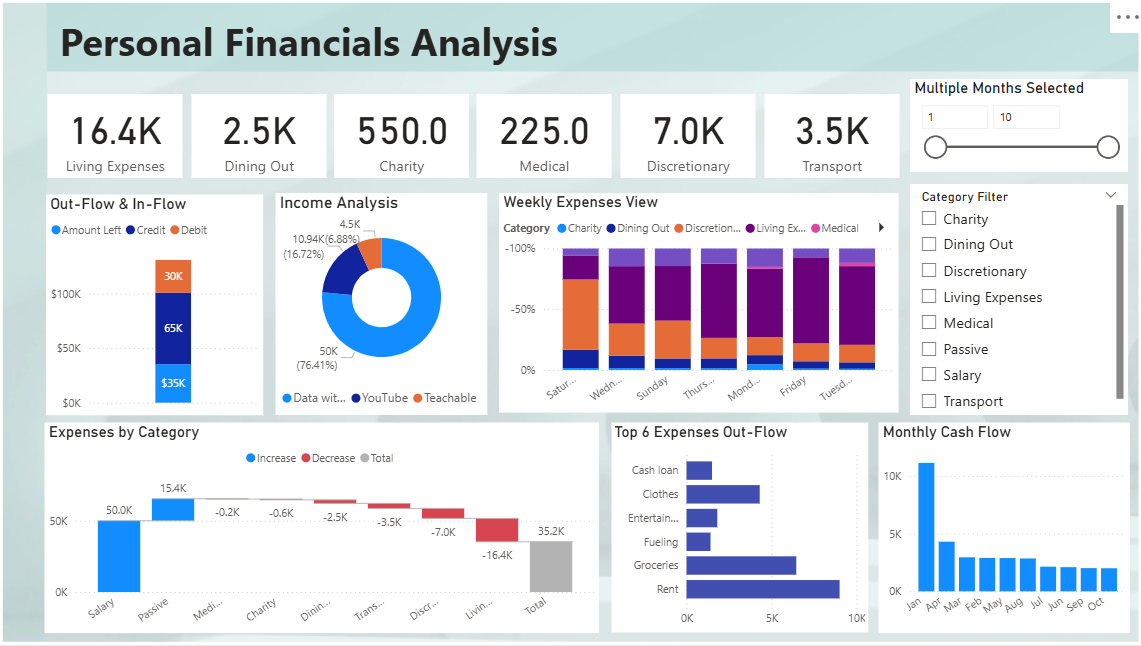 Personal Financials Analysis
16.4K
Living Expenses
2.5K
Dining Out
550.0
Charity
225.0
Medical
7.0K
Discretionary
3.5K
Transport
Multiple Months Selected
1 10
Out-Flow & In-Flow
Amount Left Credit Debit
$100K
$50K
$0K
30K
65K
$35K
Income Analysis
4.5K
(6.88%)
10.94K
(16.72%)
50K
(76.41%)
Data wit... YouTube Teachable
Weekly Expenses View
Category Charity Dining Out Discretion... Living Ex... Medical
-100%
-50%
0%
Satur... Wedn... Sunday Thurs... Mond... Friday Tuesd...
Category Filter
Charity
Dining Out
Discretionary
Living Expenses
Medical
Passive
Salary
Transport
Expenses by Category
Increase Decrease Total
50K
0K
50.0K
15.4K
-0.2K
-0.6K
-2.5K
-3.5K
-7.0K
-16.4K
35.2K
Salary Passive Medi... Charity Dinin... Trans... Discr... Livin... Total
Top 6 Expenses Out-Flow
Cash loan
Clothes
Entertain...
Fueling
Groceries
Rent
0K 5K 10K
Monthly Cash Flow
10K
5K
0K
Jan Apr Mar Feb May Aug Jul Jun Sep Oct